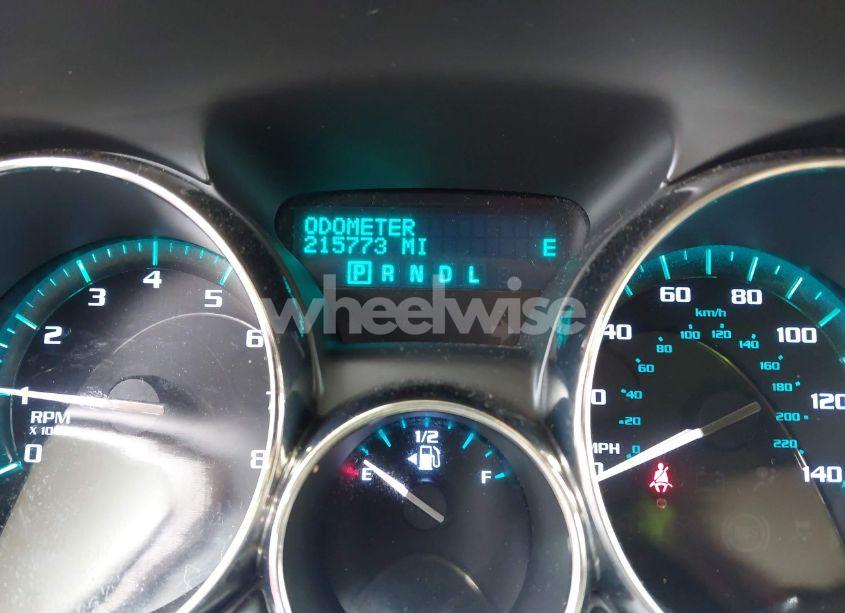 ODOMETER
215773 MI E
P R N D L
wheelwise
0 1 2 3 4 5 6 8
RPM
1/2
E F
40 60 80 100 120 140
km/h
0 20 40 60 80 100 120 140 160 180 200 220
MPH